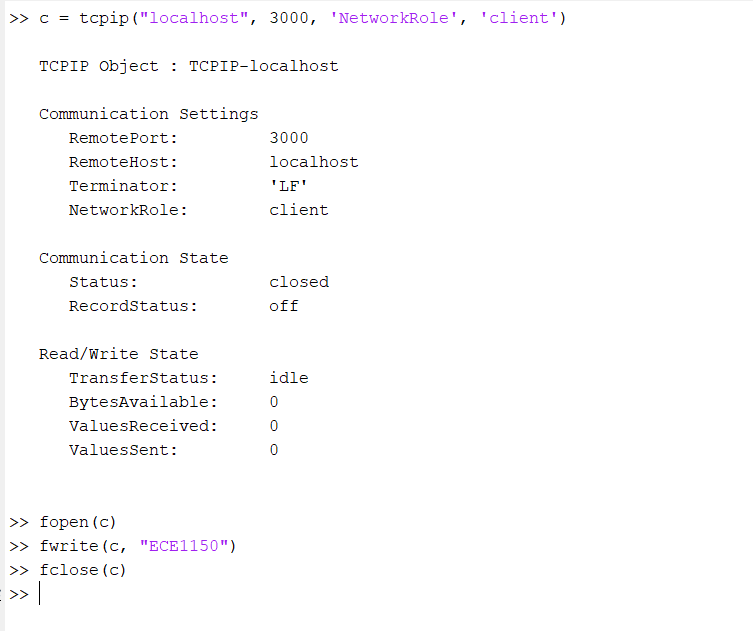 >> c = tcpip("localhost", 3000, 'NetworkRole', 'client')
TCPIP Object : TCPIP-localhost
Communication Settings
RemotePort: 3000
RemoteHost: localhost
Terminator: 'LF'
NetworkRole: client
Communication State
Status: closed
RecordStatus: off
Read/Write State
TransferStatus: idle
BytesAvailable: 0
ValuesReceived: 0
ValuesSent: 0
>> fopen(c)
>> fwrite(c, "ECE1150")
>> fclose(c)
>>